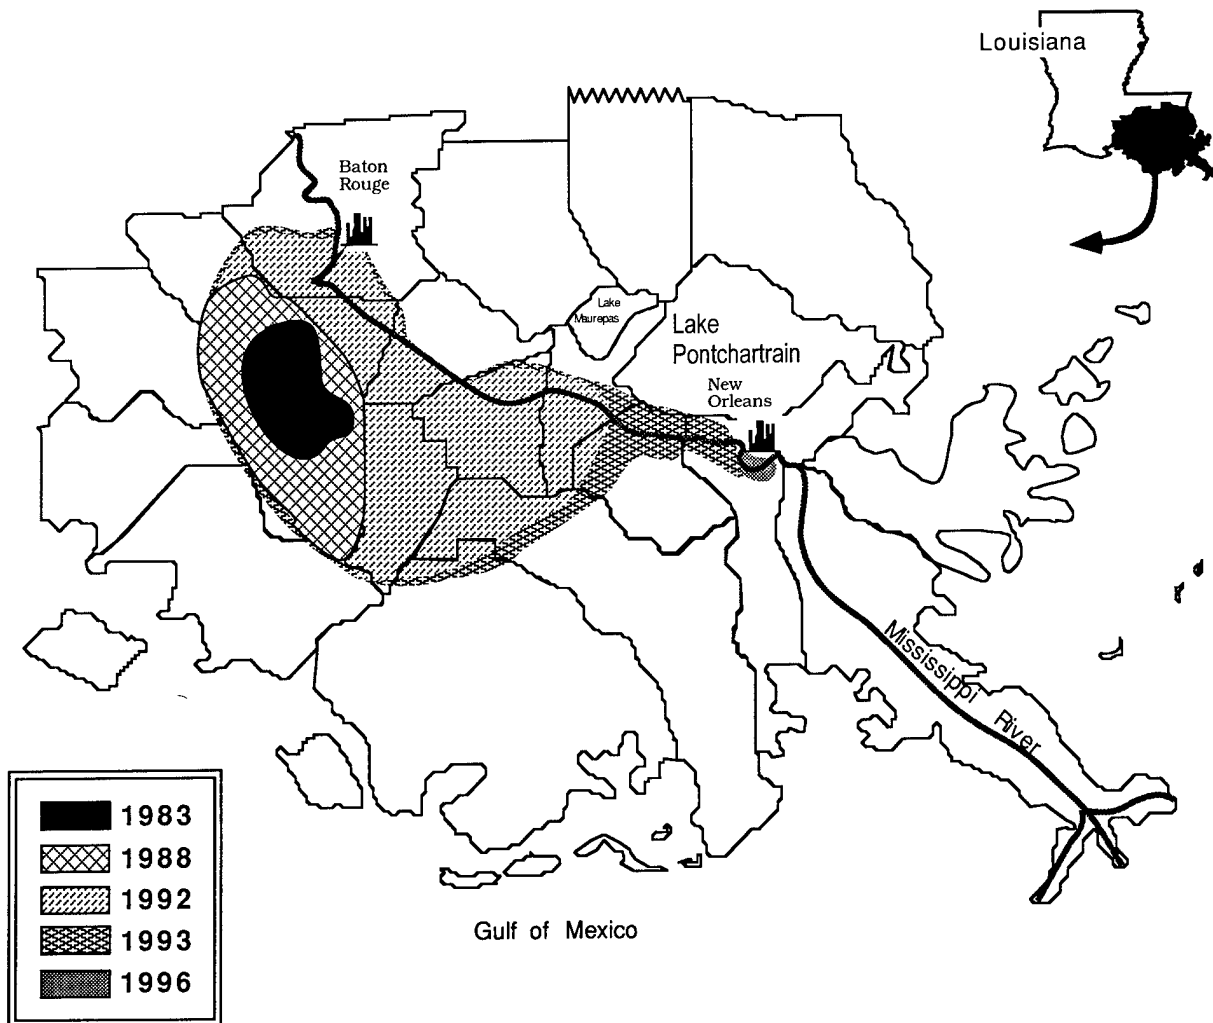 Louisiana
Baton
Rouge
Lake
Maurepas
Lake
Pontchartrain
New
Orleans
Mississippi River
1983
1988
1992
1993
1996
Gulf of Mexico